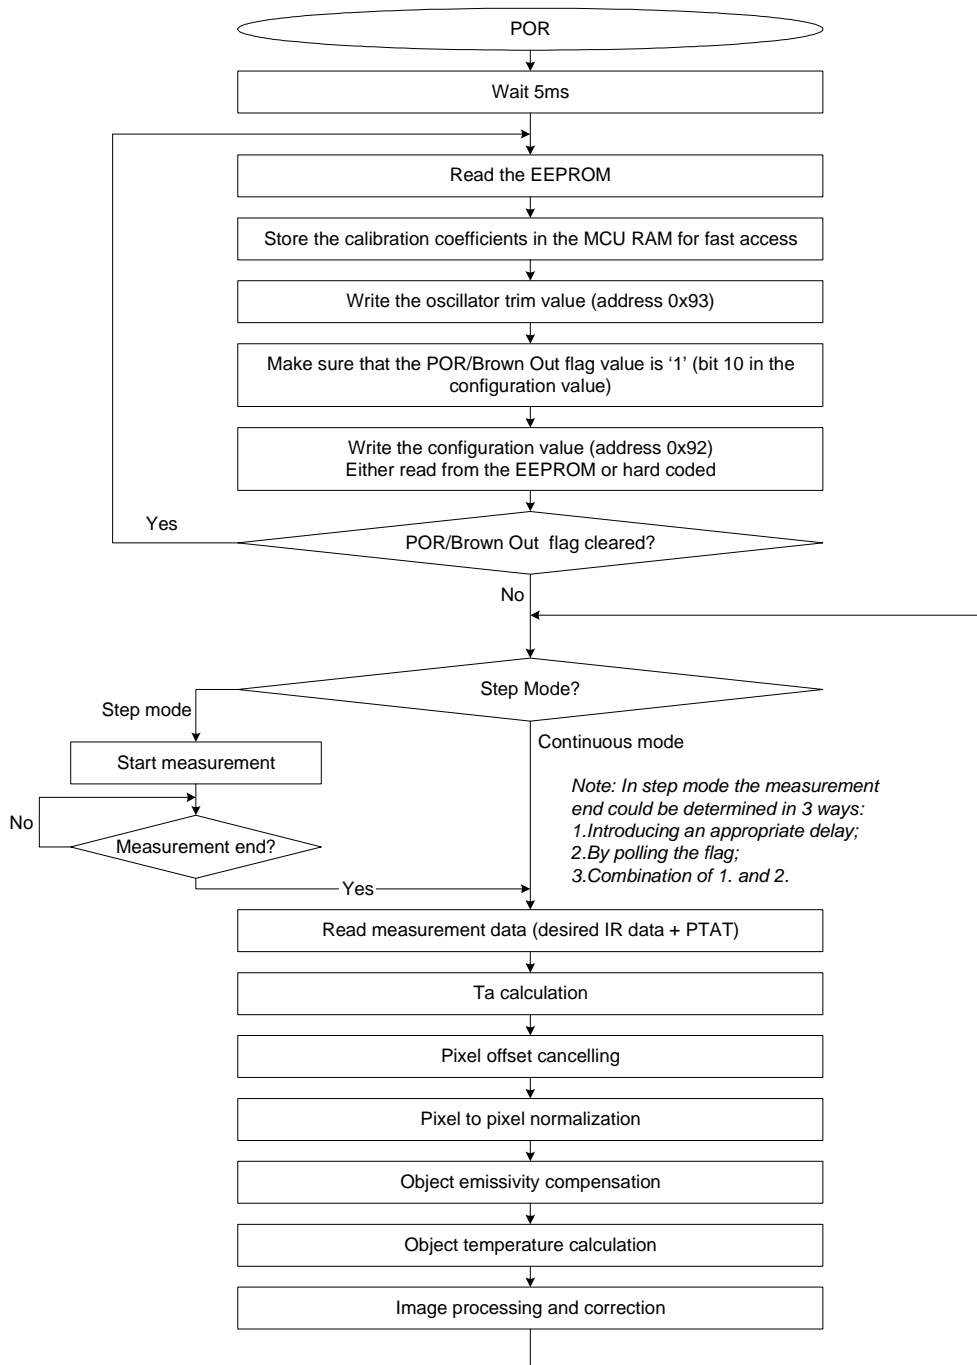 POR
Wait 5ms
Read the EEPROM
Store the calibration coefficients in the MCU RAM for fast access
Write the oscillator trim value (address 0x93)
Make sure that the POR/Brown Out flag value is ‘1’ (bit 10 in the
configuration value)
Write the configuration value (address 0x92)
Either read from the EEPROM or hard coded
Yes
POR/Brown Out flag cleared?
No
Step Mode?
Step mode
Continuous mode
Start measurement
Note: In step mode the measurement
end could be determined in 3 ways:
1.Introducing an appropriate delay;
2.By polling the flag;
3.Combination of 1. and 2.
No
Measurement end?
Yes
Read measurement data (desired IR data + PTAT)
Ta calculation
Pixel offset cancelling
Pixel to pixel normalization
Object emissivity compensation
Object temperature calculation
Image processing and correction